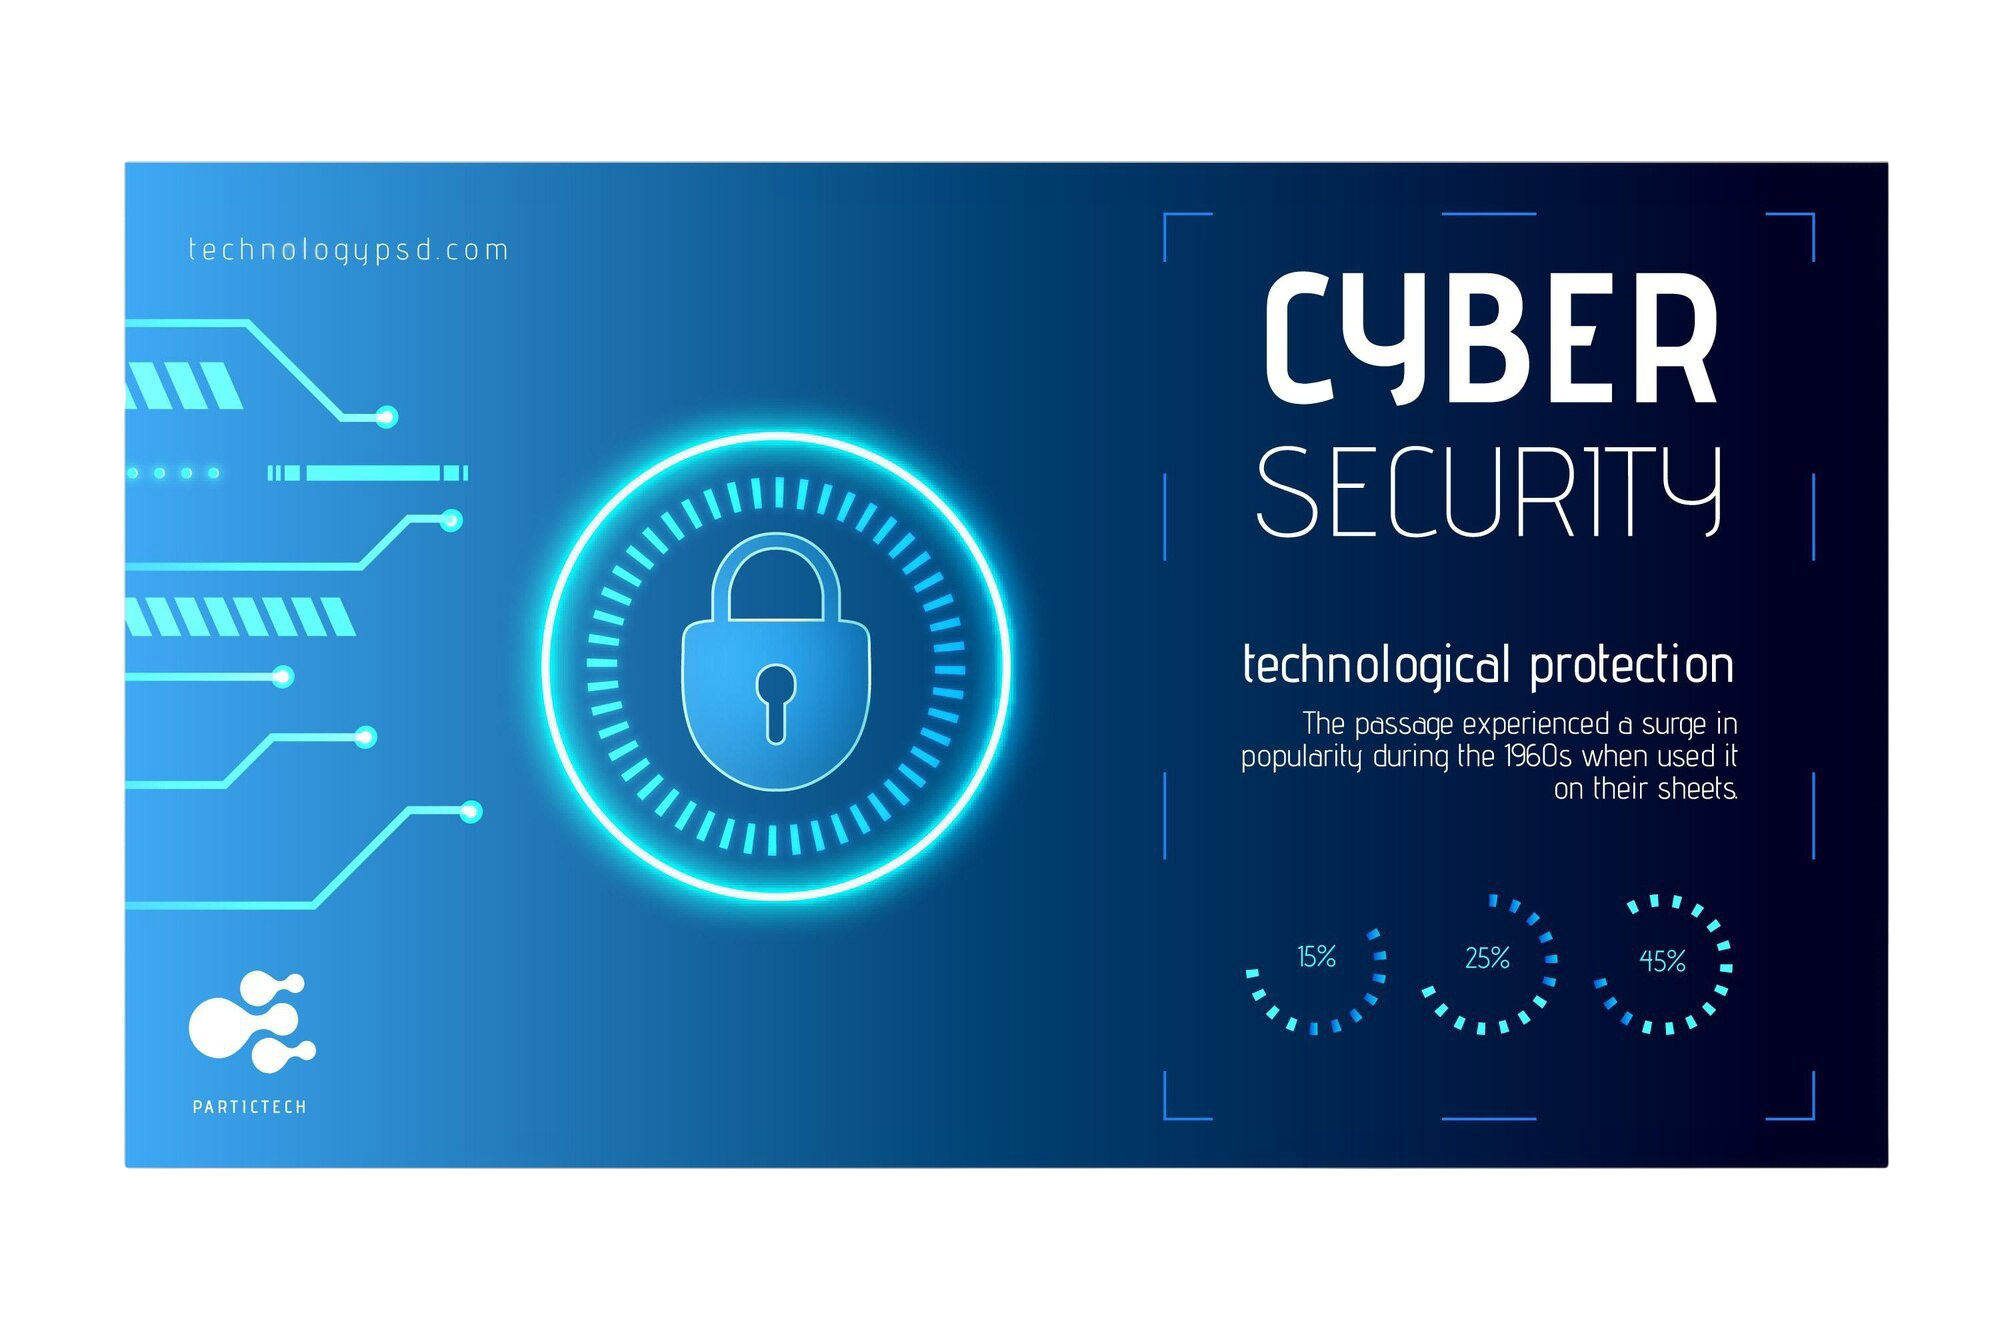 technologypsd.com
CYBER
SECURITY
technological protection
The passage experienced a surge in
popularity during the 1960s when used it
on their sheets.
15%
25%
45%
PARTICTECH